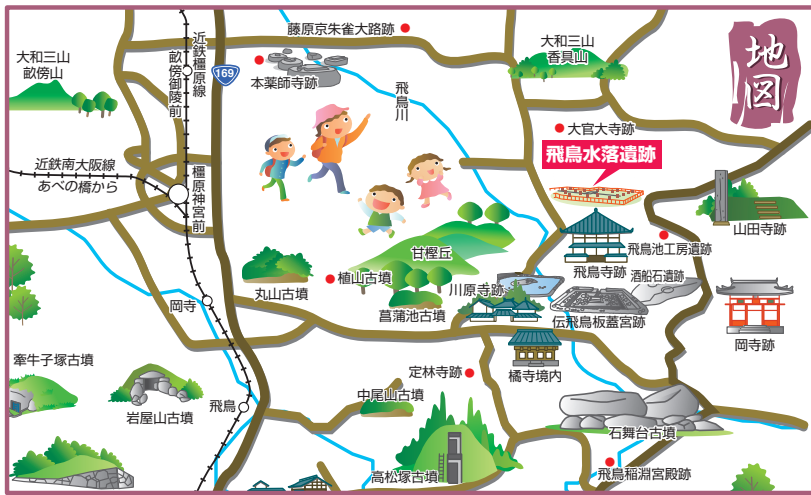 地図
藤原京朱雀大路跡
大和三山
畝傍山
近鉄橿原線
畝傍御陵前
169
本薬師寺跡
飛鳥川
大和三山
香具山
大官大寺跡
飛鳥水落遺跡
近鉄南大阪線
あべの橋から
橿原神宮前
山田寺跡
甘樫丘
飛鳥寺跡
飛鳥池工房遺跡
酒船石遺跡
丸山古墳
植山古墳
菖蒲池古墳
川原寺跡
伝飛鳥板蓋宮跡
岡寺跡
岡寺
橘寺境内
牽牛子塚古墳
岩屋山古墳
飛鳥
中尾山古墳
定林寺跡
石舞台古墳
高松塚古墳
飛鳥稲淵宮殿跡